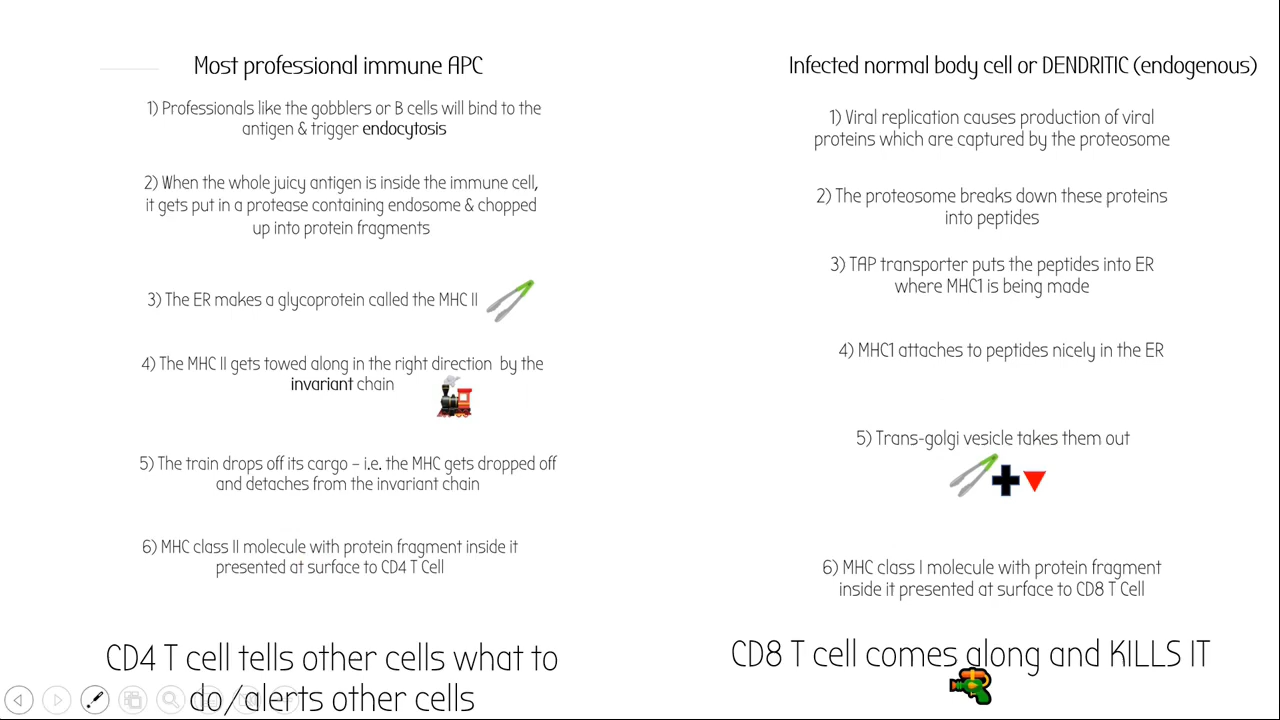 Most professional immune APC
1) Professionals like the gobblers or B cells will bind to the
antigen & trigger endocytosis
2) When the whole juicy antigen is inside the immune cell,
it gets put in a protease containing endosome & chopped
up into protein fragments
3) The ER makes a glycoprotein called the MHC II
4) The MHC II gets towed along in the right direction by the
invariant chain
5) The train drops off its cargo – i.e. the MHC gets dropped off
and detaches from the invariant chain
6) MHC class II molecule with protein fragment inside it
presented at surface to CD4 T Cell
CD4 T cell tells other cells what to
do/alerts other cells
Infected normal body cell or DENDRITIC (endogenous)
1) Viral replication causes production of viral
proteins which are captured by the proteosome
2) The proteosome breaks down these proteins
into peptides
3) TAP transporter puts the peptides into ER
where MHC1 is being made
4) MHC1 attaches to peptides nicely in the ER
5) Trans-golgi vesicle takes them out
6) MHC class I molecule with protein fragment
inside it presented at surface to CD8 T Cell
CD8 T cell comes along and KILLS IT